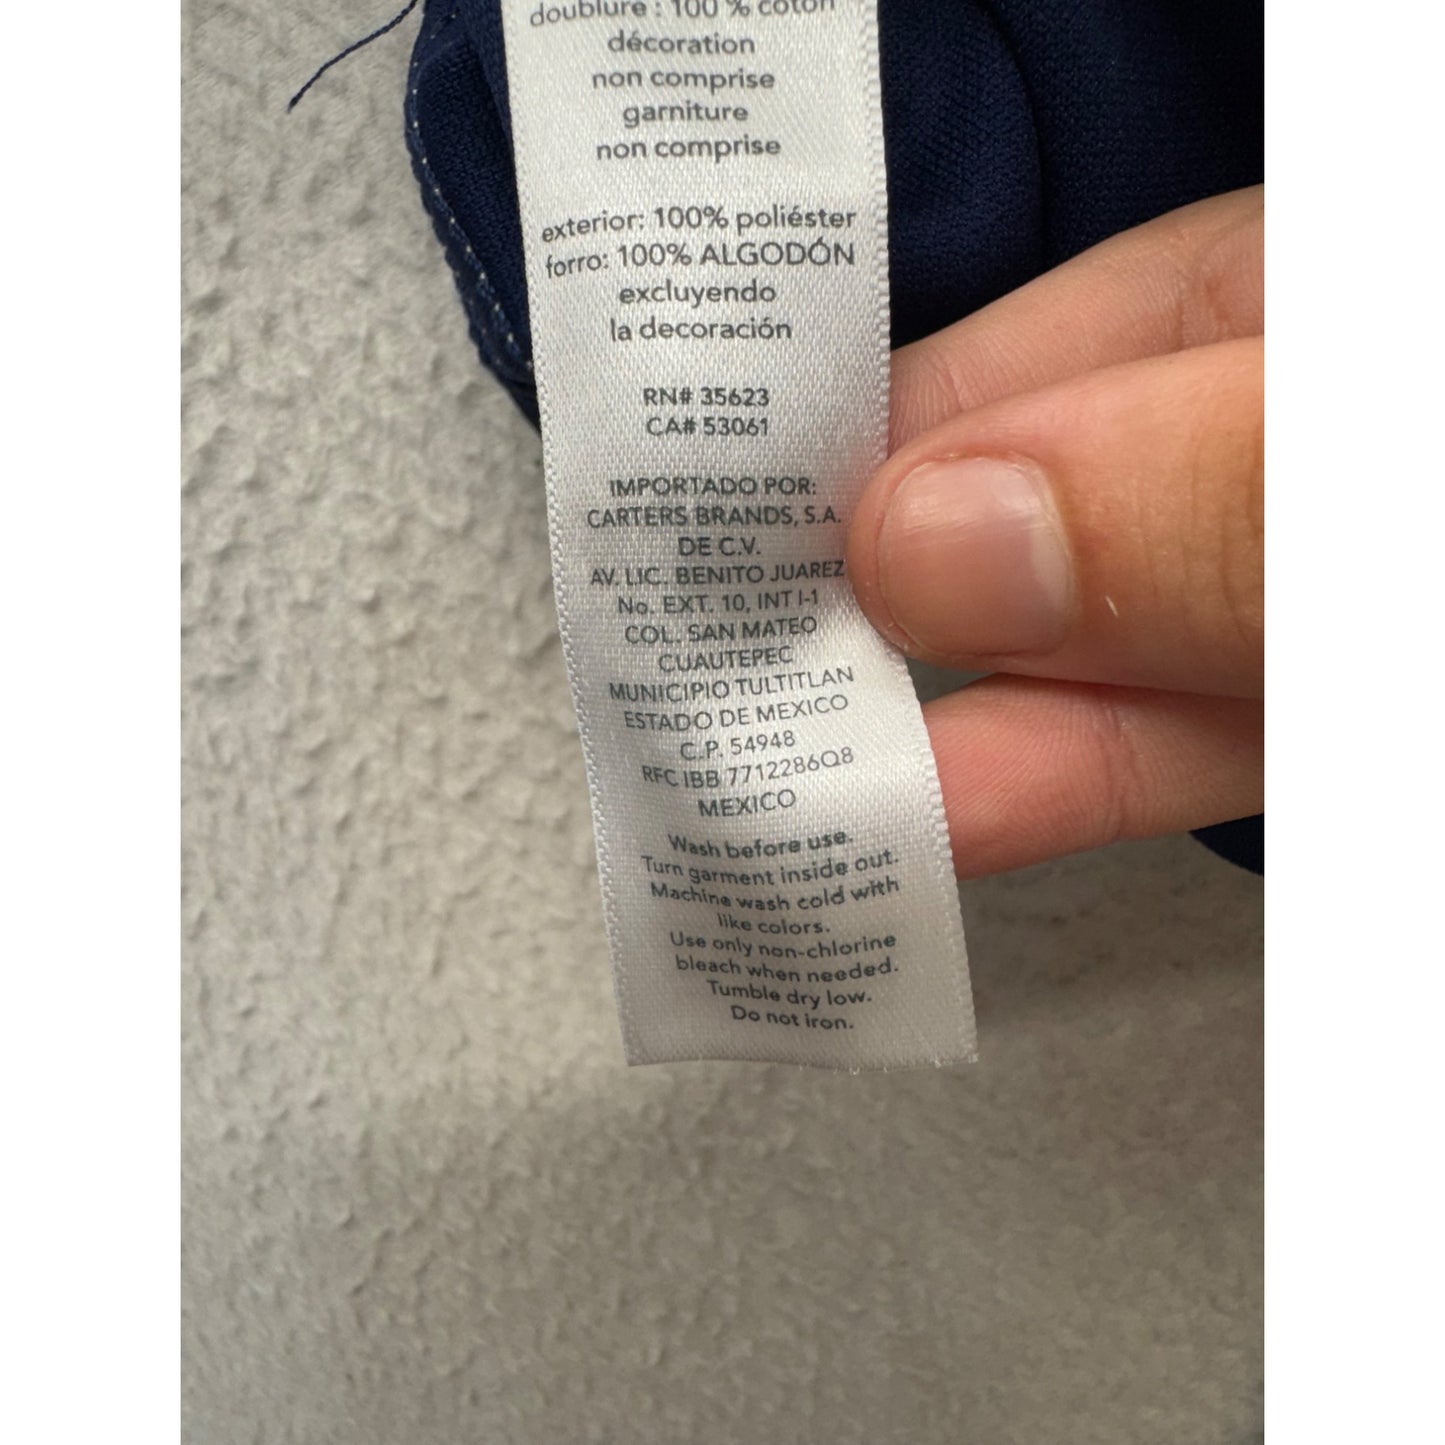 doublure : 100 % coton
décoration
non comprise
garniture
non comprise
exterior: 100% poliéster
forro: 100% ALGODÓN
excluyendo
la decoración
RN# 35623
CA# 53061
IMPORTADO POR:
CARTERS BRANDS, S.A.
DE C.V.
AV. LIC. BENITO JUAREZ
No. EXT. 10, INT I-1
COL. SAN MATEO
CUAUTEPEC
MUNICIPIO TULTITLAN
ESTADO DE MEXICO
C.P. 54948
RFC IBB 7712286Q8
MEXICO
Wash before use.
Turn garment inside out.
Machine wash cold with
like colors.
Use only non-chlorine
bleach when needed.
Tumble dry low.
Do not iron.